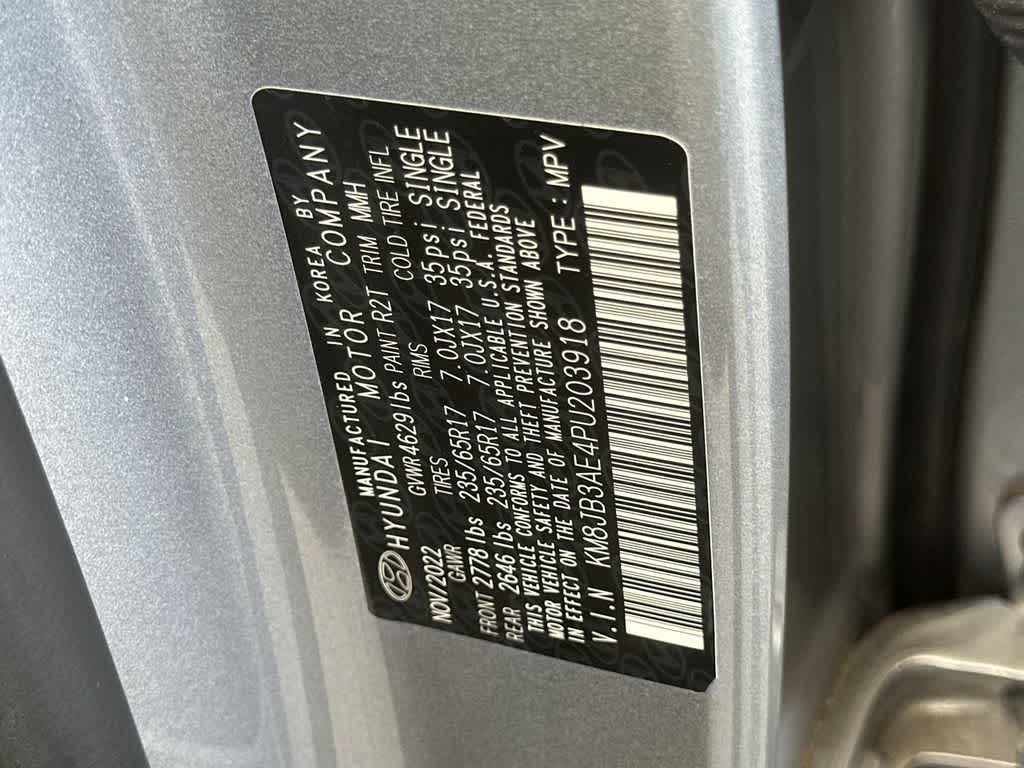 MANUFACTURED IN KOREA BY
HYUNDAI MOTOR COMPANY
NOV/2022 GVWR 4629 lbs PAINT R2T TRIM MMH
GAWR TIRES RIMS COLD TIRE INFL
FRONT 2778 lbs 235/65R17 7.0JX17 35psi SINGLE
REAR 2646 lbs 235/65R17 7.0JX17 35psi SINGLE
THIS VEHICLE CONFORMS TO ALL APPLICABLE U.S.A. FEDERAL
MOTOR VEHICLE SAFETY AND THEFT PREVENTION STANDARDS
IN EFFECT ON THE DATE OF MANUFACTURE SHOWN ABOVE
V.I.N KM8JB3AE4PU203918 TYPE : MPV